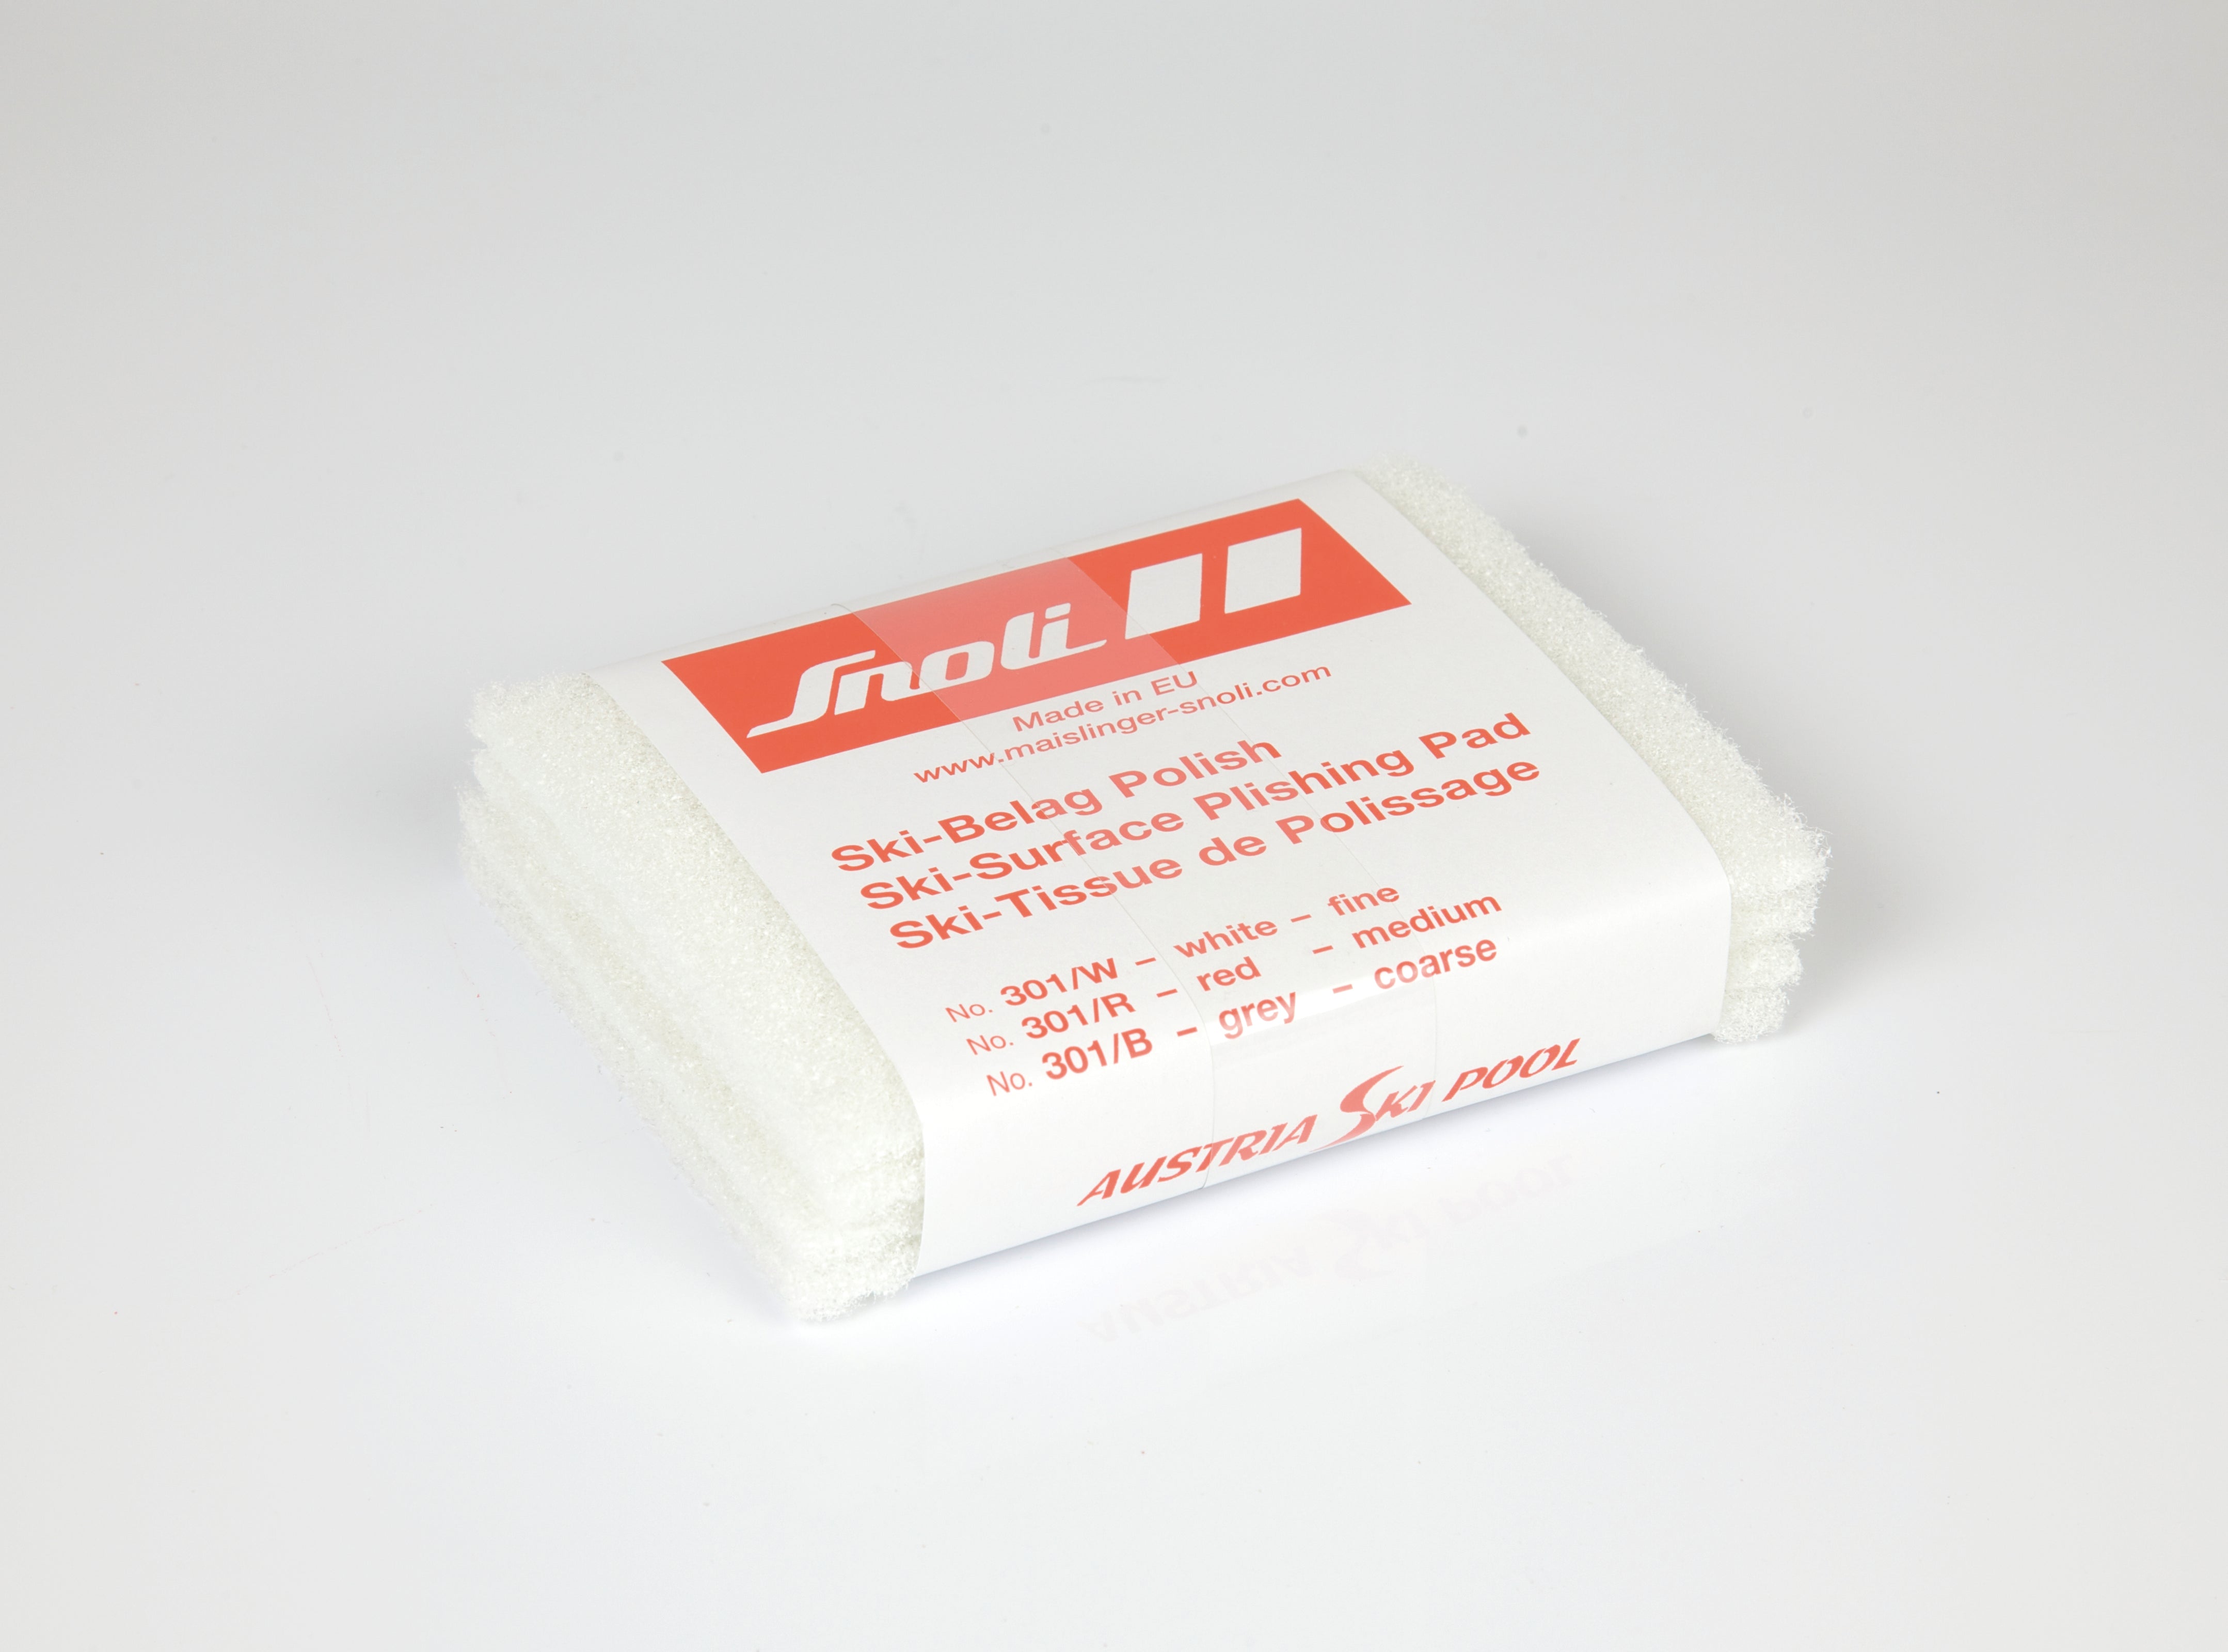 Snoli
Made in EU
www.maislinger-snoli.com
Ski-Belag Polish
Ski-Surface Plishing Pad
Ski-Tissue de Polissage
No. 301/W – white – fine
No. 301/R – red – medium
No. 301/B – grey – coarse
AUSTRIA SKI POOL